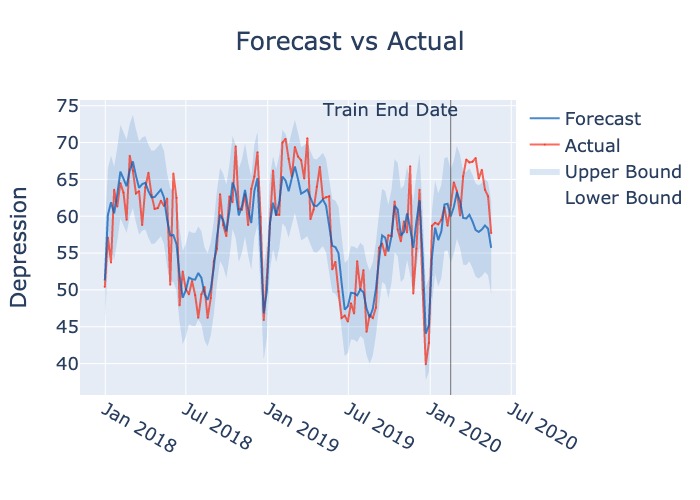 Forecast vs Actual
Train End Date
Forecast
Actual
Upper Bound
Lower Bound
Depression
75
70
65
60
55
50
45
40
Jan 2018
Jul 2018
Jan 2019
Jul 2019
Jan 2020
Jul 2020